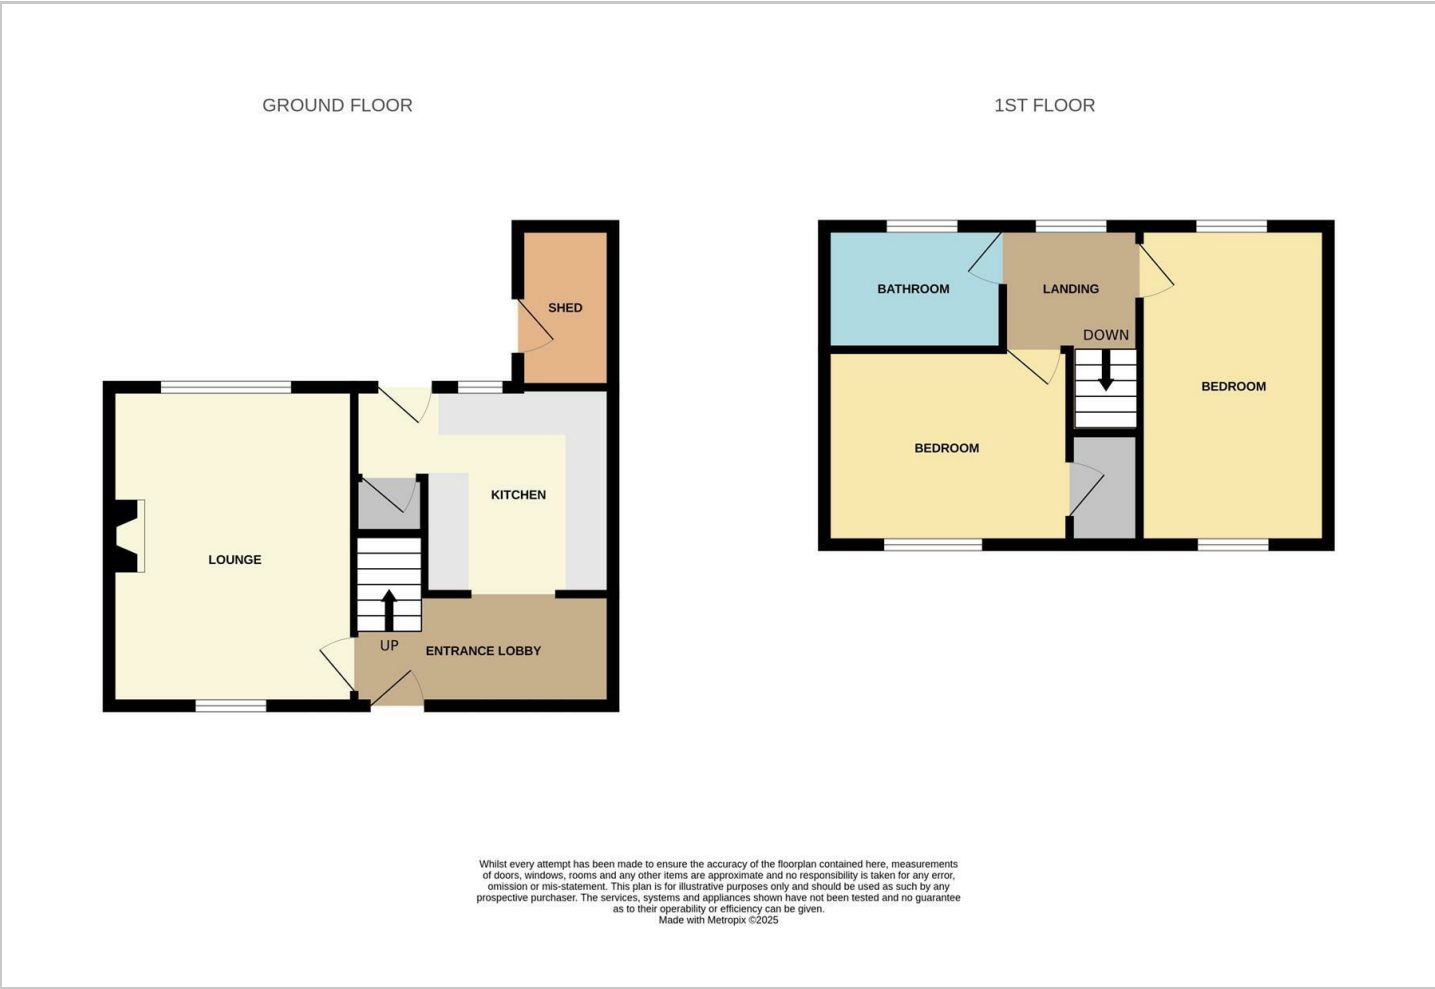 GROUND FLOOR
1ST FLOOR
SHED
KITCHEN
LOUNGE
UP
ENTRANCE LOBBY
BATHROOM
LANDING
DOWN
BEDROOM
BEDROOM
Whilst every attempt has been made to ensure the accuracy of the floorplan contained here, measurements
of doors, windows, rooms and any other items are approximate and no responsibility is taken for any error,
omission or mis-statement. This plan is for illustrative purposes only and should be used as such by any
prospective purchaser. The services, systems and appliances shown have not been tested and no guarantee
as to their operability or efficiency can be given.
Made with Metropix ©2025